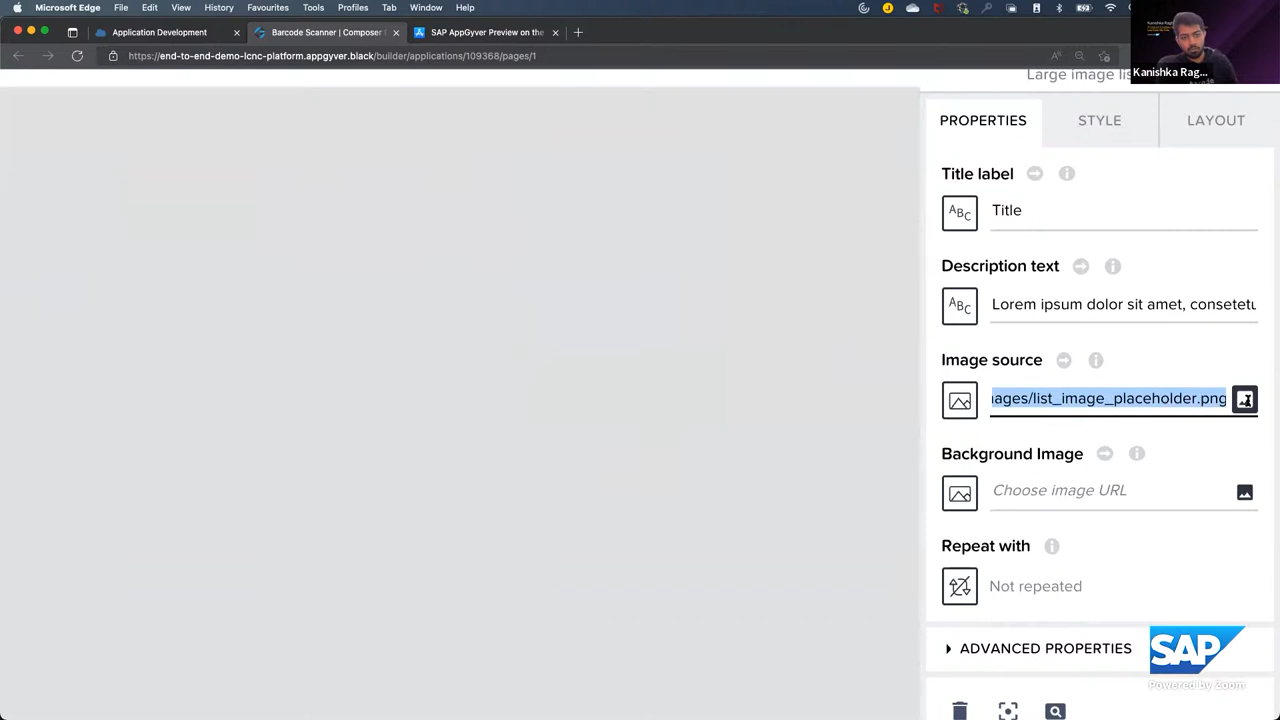 Microsoft Edge File Edit View History Favourites Tools Profiles Tab Window Help
Application Development
Barcode Scanner | Composer
SAP AppGyver Preview on the
https://end-to-end-demo-lcnc-platform.appgyver.black/builder/applications/109368/pages/1
Kanishka Rag...
Large image lis
PROPERTIES STYLE LAYOUT
Title label
ABC Title
Description text
ABC Lorem ipsum dolor sit amet, consetetu
Image source
ages/list_image_placeholder.png
Background Image
Choose image URL
Repeat with
Not repeated
ADVANCED PROPERTIES
SAP
Powered by Zoom